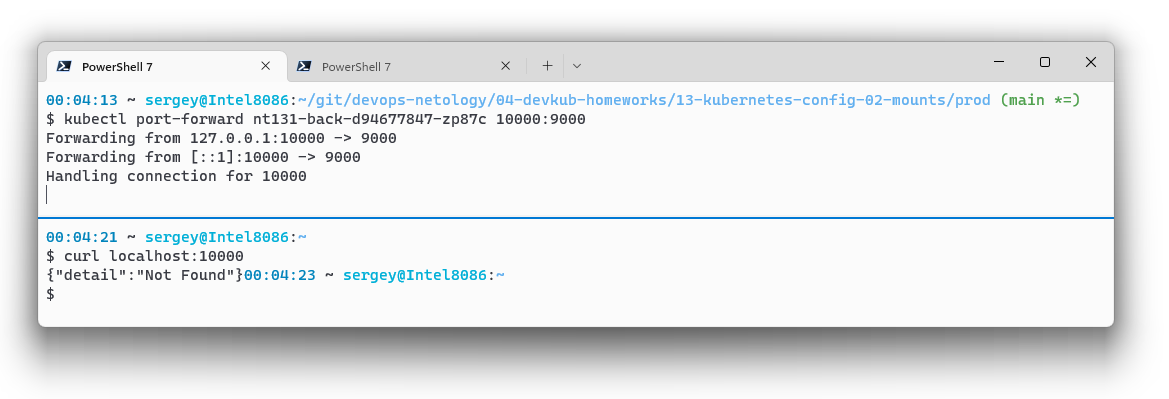 PowerShell 7
PowerShell 7
00:04:13 ~ sergey@Intel8086:~/git/devops-netology/04-devkub-homeworks/13-kubernetes-config-02-mounts/prod (main *=)
$ kubectl port-forward nt131-back-d94677847-zp87c 10000:9000
Forwarding from 127.0.0.1:10000 -> 9000
Forwarding from [::1]:10000 -> 9000
Handling connection for 10000
00:04:21 ~ sergey@Intel8086:~
$ curl localhost:10000
{"detail":"Not Found"}00:04:23 ~ sergey@Intel8086:~
$